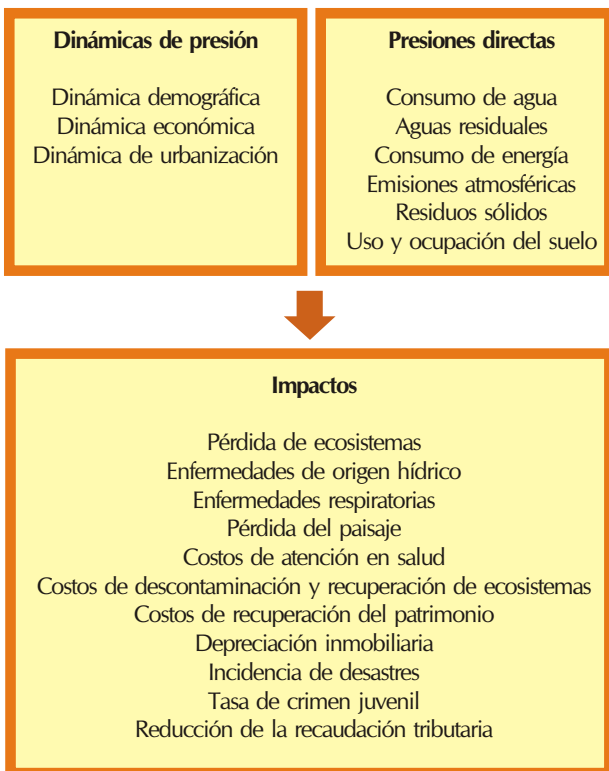 Dinámicas de presión
Dinámica demográfica
Dinámica económica
Dinámica de urbanización
Presiones directas
Consumo de agua
Aguas residuales
Consumo de energía
Emisiones atmosféricas
Residuos sólidos
Uso y ocupación del suelo
Impactos
Pérdida de ecosistemas
Enfermedades de origen hídrico
Enfermedades respiratorias
Pérdida del paisaje
Costos de atención en salud
Costos de descontaminación y recuperación de ecosistemas
Costos de recuperación del patrimonio
Depreciación inmobiliaria
Incidencia de desastres
Tasa de crimen juvenil
Reducción de la recaudación tributaria